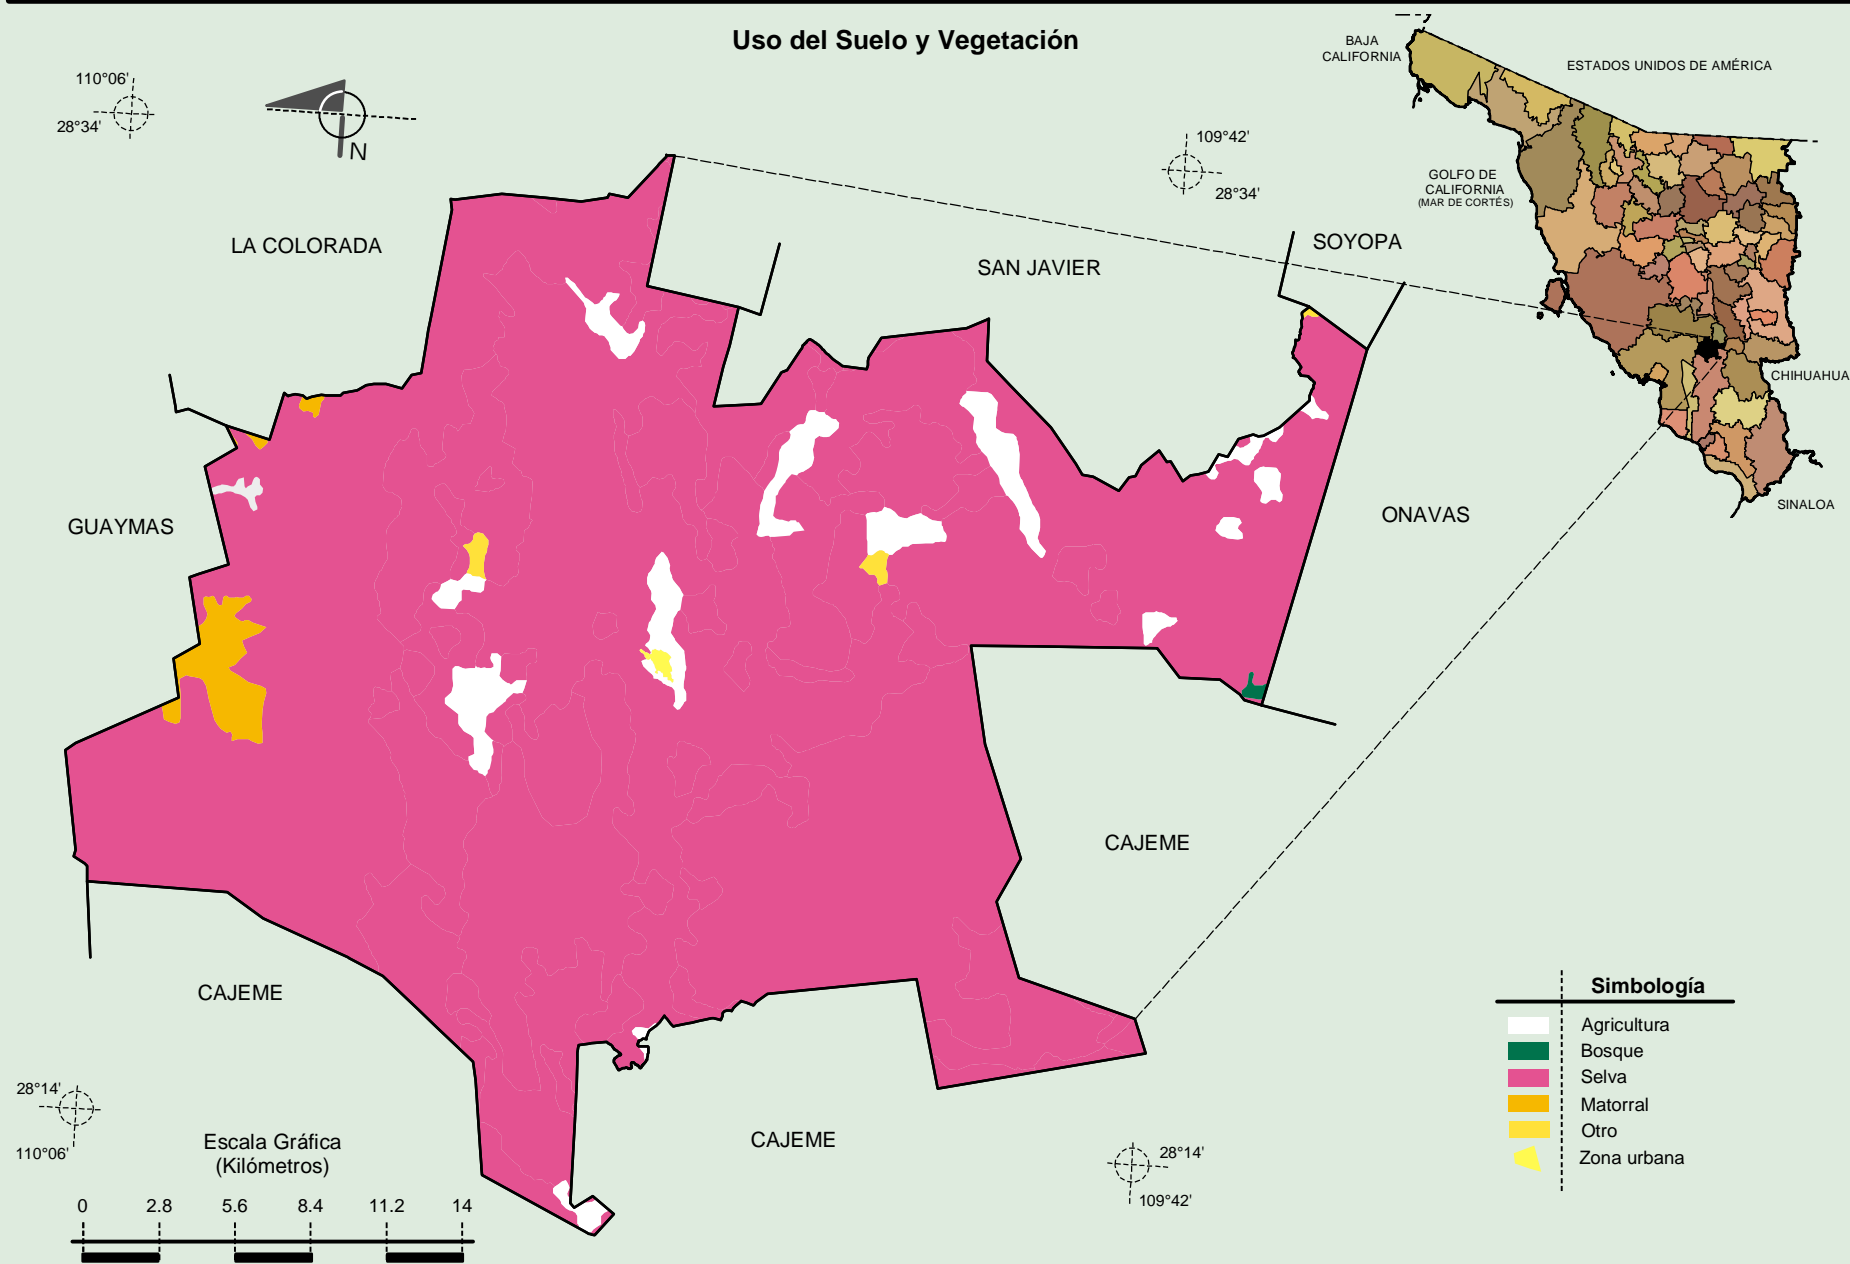 Uso del Suelo y Vegetación
BAJA
CALIFORNIA
ESTADOS UNIDOS DE AMÉRICA
110°06'
28°34'
N
109°42'
28°34'
GOLFO DE
CALIFORNIA
(MAR DE CORTÉS)
LA COLORADA
SAN JAVIER
SOYOPA
CHIHUAHUA
SINALOA
GUAYMAS
ONAVAS
CAJEME
CAJEME
CAJEME
Simbología
Agricultura
Bosque
Selva
Matorral
Otro
Zona urbana
28°14'
110°06'
28°14'
109°42'
Escala Gráfica
(Kilómetros)
0 2.8 5.6 8.4 11.2 14